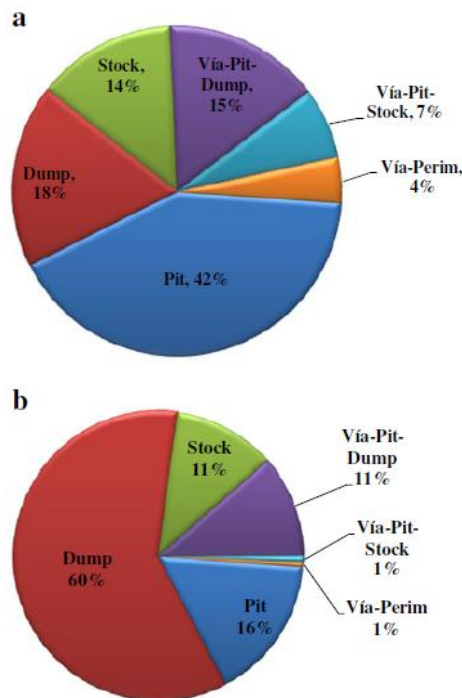 a
Stock,
14%
Vía-Pit-
Dump,
15%
Vía-Pit-
Stock, 7%
Vía-Perim,
4%
Dump,
18%
Pit, 42%
b
Stock
11%
Vía-Pit-
Dump
11%
Vía-Pit-
Stock
1%
Vía-Perim
1%
Dump
60%
Pit
16%